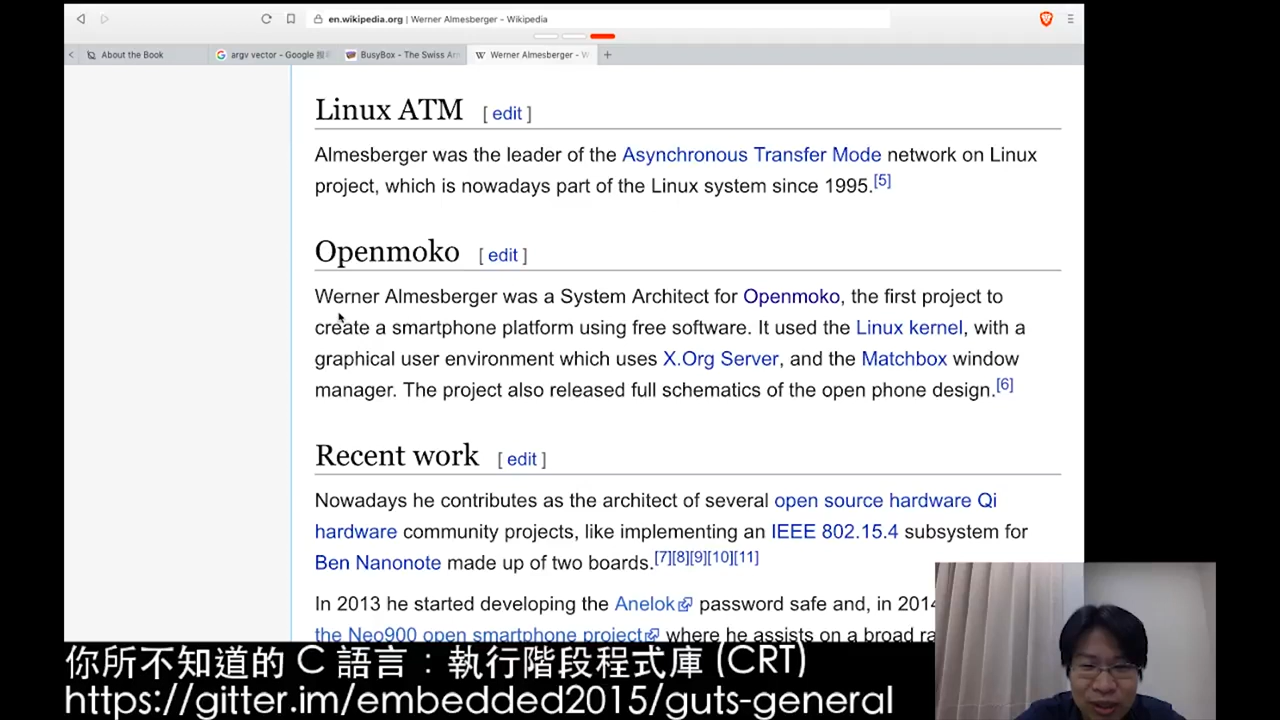 en.wikipedia.org | Werner Almesberger - Wikipedia
About the Book
argv vector - Google
BusyBox - The Swiss Arm
Werner Almesberger - W
Linux ATM [ edit ]
Almesberger was the leader of the Asynchronous Transfer Mode network on Linux
project, which is nowadays part of the Linux system since 1995.[5]
Openmoko [ edit ]
Werner Almesberger was a System Architect for Openmoko, the first project to
create a smartphone platform using free software. It used the Linux kernel, with a
graphical user environment which uses X.Org Server, and the Matchbox window
manager. The project also released full schematics of the open phone design.[6]
Recent work [ edit ]
Nowadays he contributes as the architect of several open source hardware Qi
hardware community projects, like implementing an IEEE 802.15.4 subsystem for
Ben Nanonote made up of two boards.[7][8][9][10][11]
In 2013 he started developing the Anelok password safe and, in 2014
the Neo900 open smartphone project where he assists on a broad ra
你所不知道的 C 語言：執行階段程式庫 (CRT)
https://gitter.im/embedded2015/guts-general